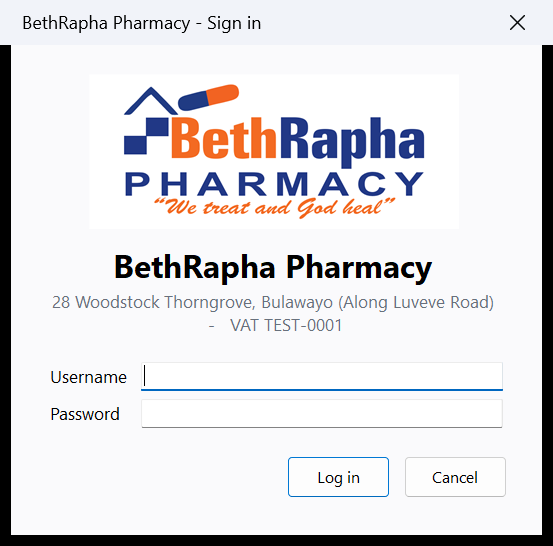 BethRapha Pharmacy - Sign in
BethRapha
PHARMACY
“We treat and God heal”
BethRapha Pharmacy
28 Woodstock Thorngrove, Bulawayo (Along Luveve Road)
- VAT TEST-0001
Username
Password
Log in
Cancel